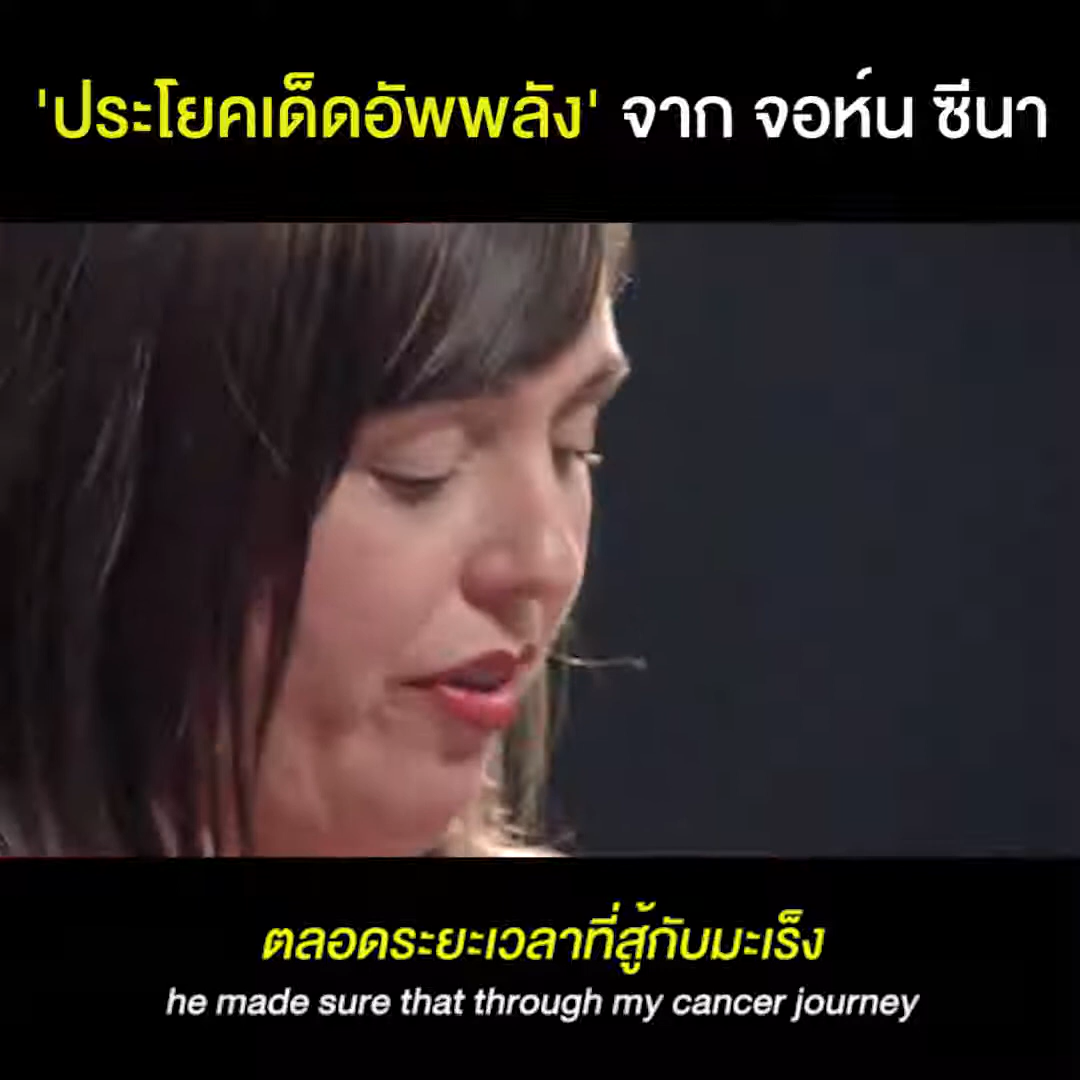 'ประโยคเด็ดอัพพลัง' จาก จอห์น ซีนา
ตลอดระยะเวลาที่สู้กับมะเร็ง
he made sure that through my cancer journey